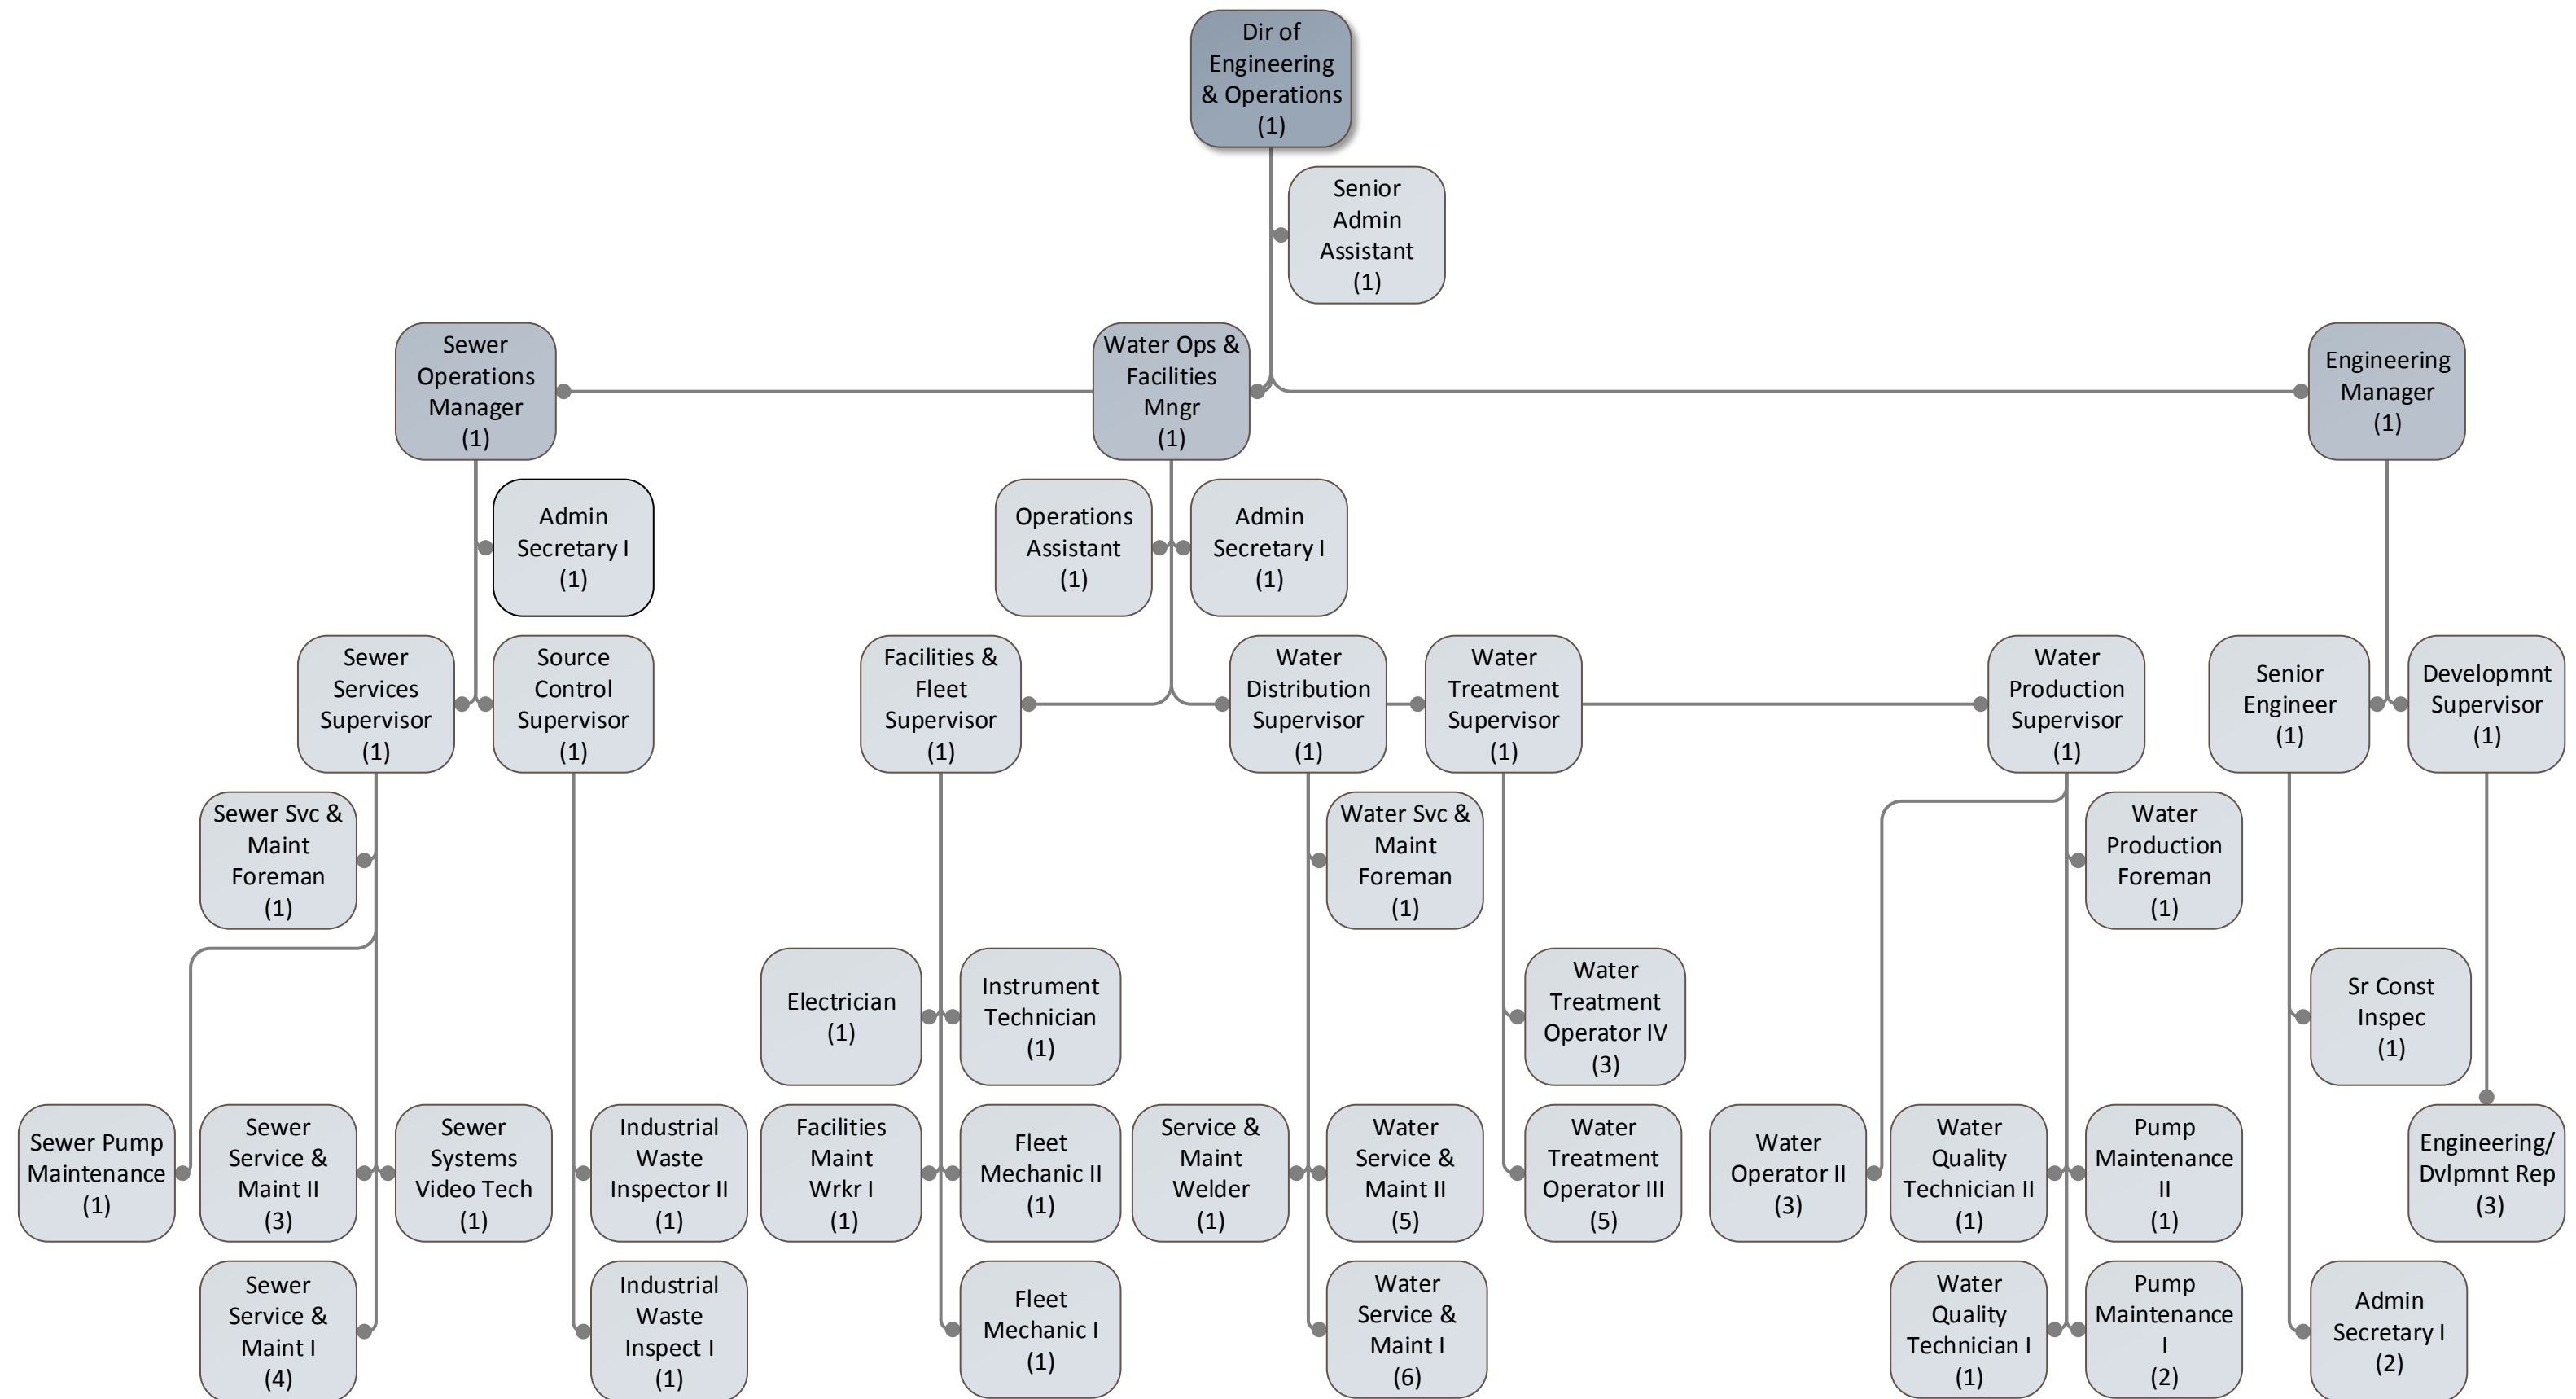 Dir of
Engineering
& Operations
(1)
Senior
Admin
Assistant
(1)
Sewer
Operations
Manager
(1)
Water Ops &
Facilities
Mngr
(1)
Engineering
Manager
(1)
Admin
Secretary I
(1)
Operations
Assistant
(1)
Admin
Secretary I
(1)
Sewer
Services
Supervisor
(1)
Source
Control
Supervisor
(1)
Facilities &
Fleet
Supervisor
(1)
Water
Distribution
Supervisor
(1)
Water
Treatment
Supervisor
(1)
Water
Production
Supervisor
(1)
Senior
Engineer
(1)
Developmnt
Supervisor
(1)
Sewer Svc &
Maint
Foreman
(1)
Water Svc &
Maint
Foreman
(1)
Water
Production
Foreman
(1)
Electrician
(1)
Instrument
Technician
(1)
Water
Treatment
Operator IV
(3)
Sr Const
Inspec
(1)
Sewer Pump
Maintenance
(1)
Sewer
Service &
Maint II
(3)
Sewer
Systems
Video Tech
(1)
Industrial
Waste
Inspector II
(1)
Facilities
Maint
Wrkr I
(1)
Fleet
Mechanic II
(1)
Service &
Maint
Welder
(1)
Water
Service &
Maint II
(5)
Water
Treatment
Operator III
(5)
Water
Operator II
(3)
Water
Quality
Technician II
(1)
Pump
Maintenance
II
(1)
Engineering/
Dvlpmnt Rep
(3)
Sewer
Service &
Maint I
(4)
Industrial
Waste
Inspect I
(1)
Fleet
Mechanic I
(1)
Water
Service &
Maint I
(6)
Water
Quality
Technician I
(1)
Pump
Maintenance
I
(2)
Admin
Secretary I
(2)